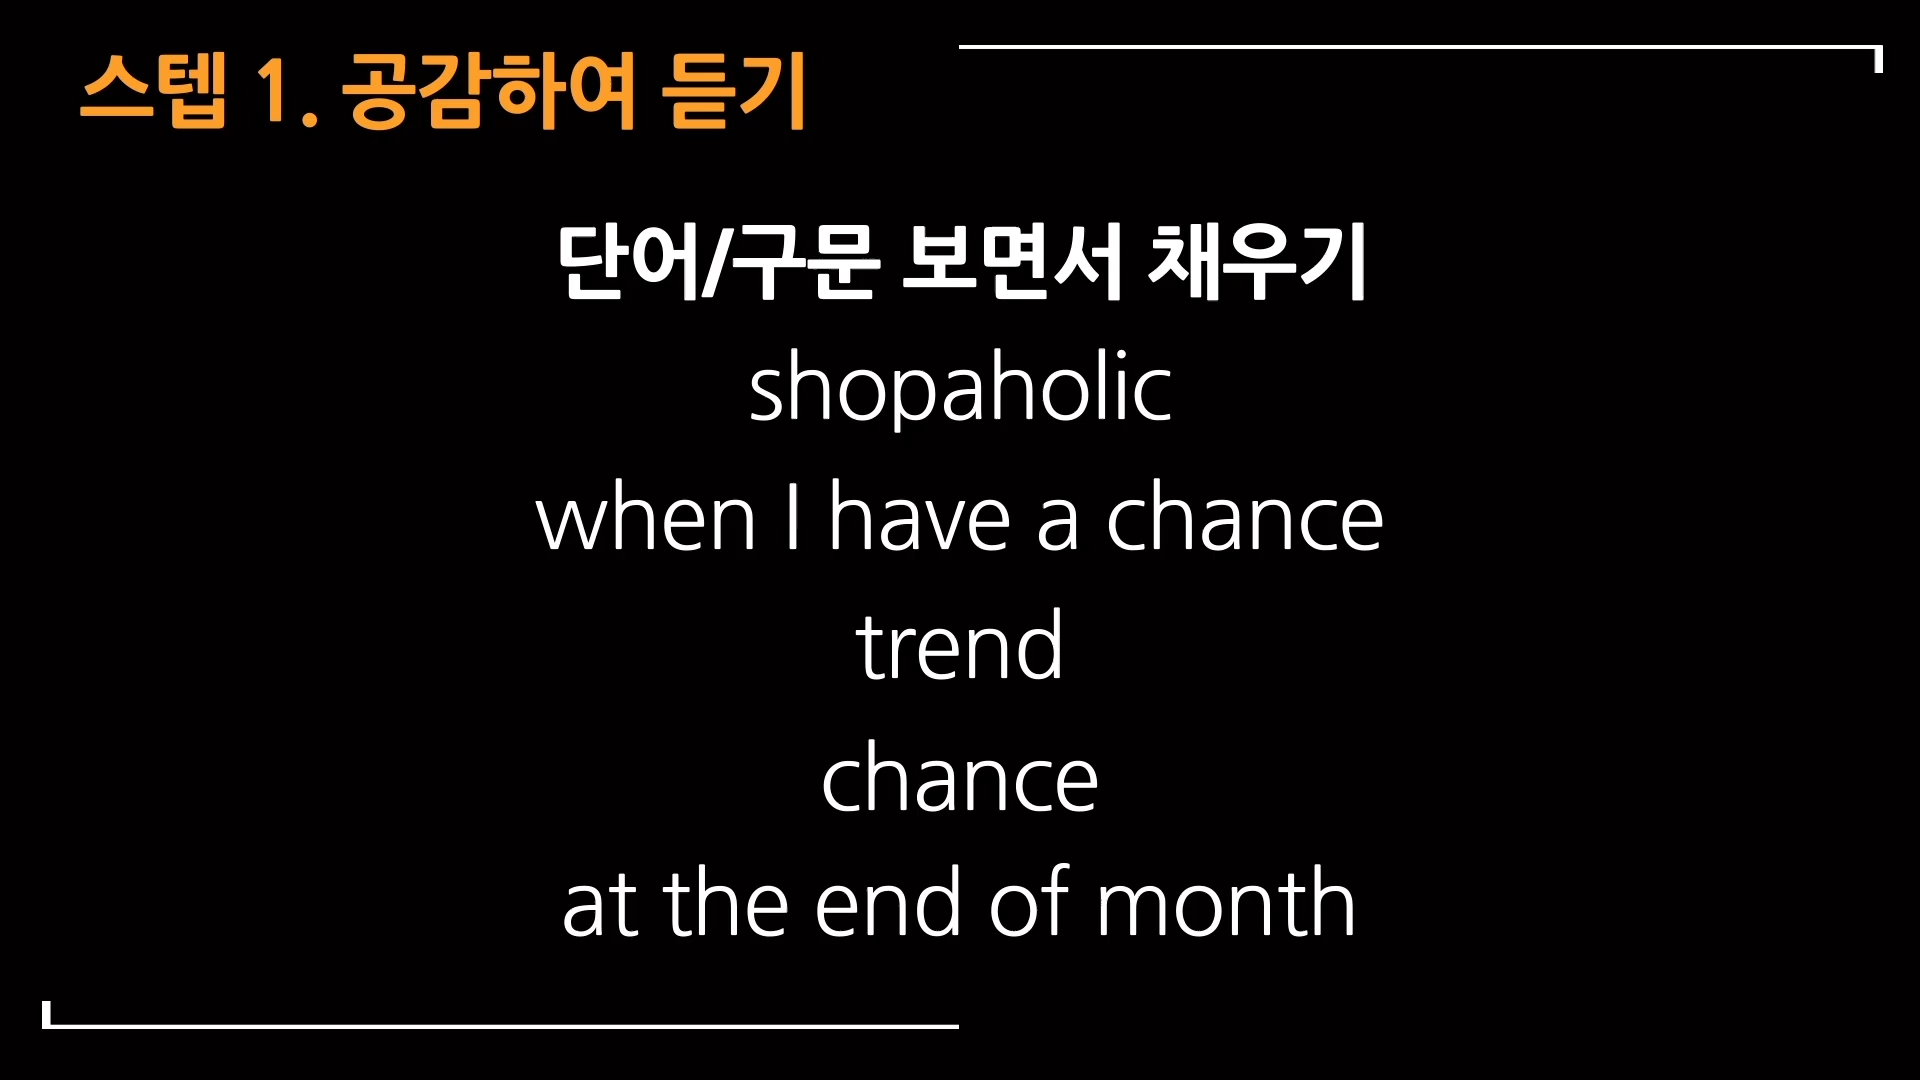 스텝 1. 공감하여 듣기
단어/구문 보면서 채우기
shopaholic
when I have a chance
trend
chance
at the end of month